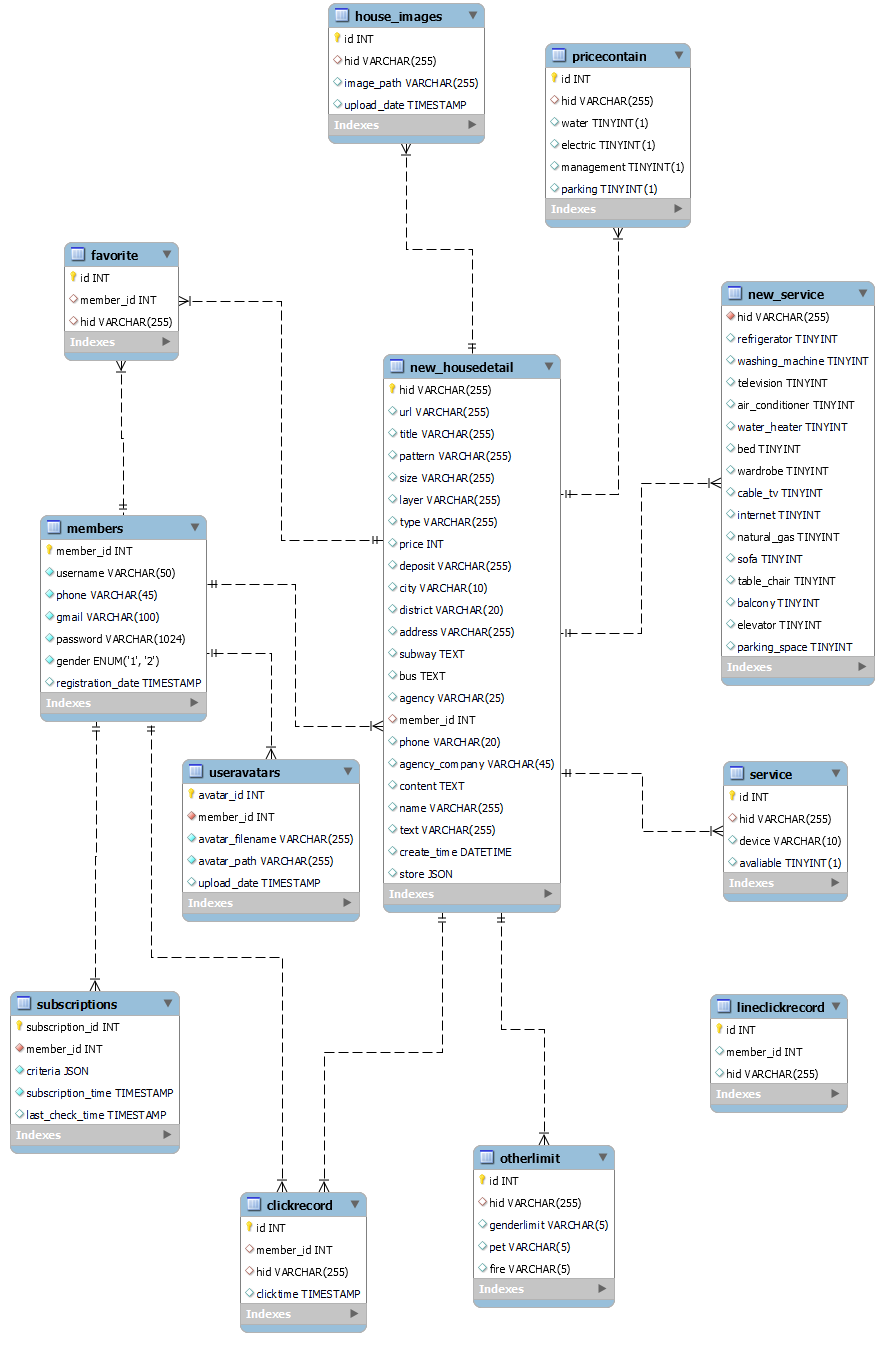 house_images
id INT
hid VARCHAR(255)
image_path VARCHAR(255)
upload_date TIMESTAMP
Indexes
pricecontain
id INT
hid VARCHAR(255)
water TINYINT(1)
electric TINYINT(1)
management TINYINT(1)
parking TINYINT(1)
Indexes
favorite
id INT
member_id INT
hid VARCHAR(255)
Indexes
new_service
hid VARCHAR(255)
refrigerator TINYINT
washing_machine TINYINT
television TINYINT
air_conditioner TINYINT
water_heater TINYINT
bed TINYINT
wardrobe TINYINT
cable_tv TINYINT
internet TINYINT
natural_gas TINYINT
sofa TINYINT
table_chair TINYINT
balcony TINYINT
elevator TINYINT
parking_space TINYINT
Indexes
new_housedetail
hid VARCHAR(255)
url VARCHAR(255)
title VARCHAR(255)
pattern VARCHAR(255)
size VARCHAR(255)
layer VARCHAR(255)
type VARCHAR(255)
price INT
deposit VARCHAR(255)
city VARCHAR(10)
district VARCHAR(20)
address VARCHAR(255)
subway TEXT
bus TEXT
agency VARCHAR(25)
member_id INT
phone VARCHAR(20)
agency_company VARCHAR(45)
content TEXT
name VARCHAR(255)
text VARCHAR(255)
create_time DATETIME
store JSON
Indexes
members
member_id INT
username VARCHAR(50)
phone VARCHAR(45)
gmail VARCHAR(100)
password VARCHAR(1024)
gender ENUM('1', '2')
registration_date TIMESTAMP
Indexes
useravatars
avatar_id INT
member_id INT
avatar_filename VARCHAR(255)
avatar_path VARCHAR(255)
upload_date TIMESTAMP
Indexes
service
id INT
hid VARCHAR(255)
device VARCHAR(10)
avaliable TINYINT(1)
Indexes
subscriptions
subscription_id INT
member_id INT
criteria JSON
subscription_time TIMESTAMP
last_check_time TIMESTAMP
Indexes
lineclickrecord
id INT
member_id INT
hid VARCHAR(255)
Indexes
otherlimit
id INT
hid VARCHAR(255)
genderlimit VARCHAR(5)
pet VARCHAR(5)
fire VARCHAR(5)
Indexes
clickrecord
id INT
member_id INT
hid VARCHAR(255)
clicktime TIMESTAMP
Indexes